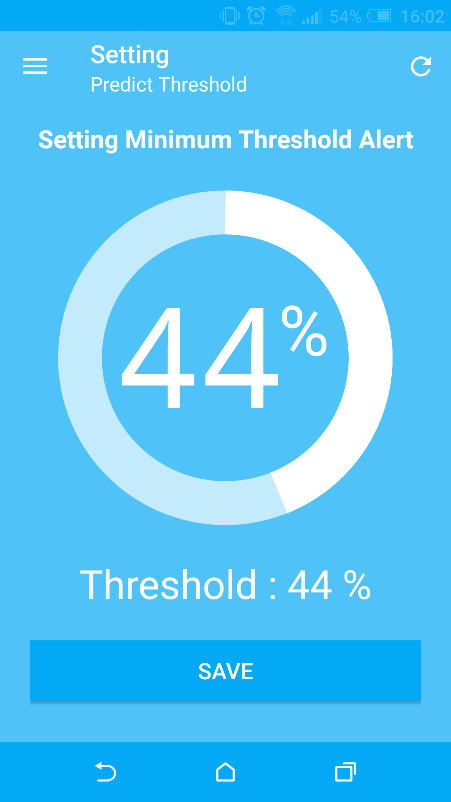 54% 16:02
Setting
Predict Threshold
Setting Minimum Threshold Alert
44%
Threshold : 44 %
SAVE